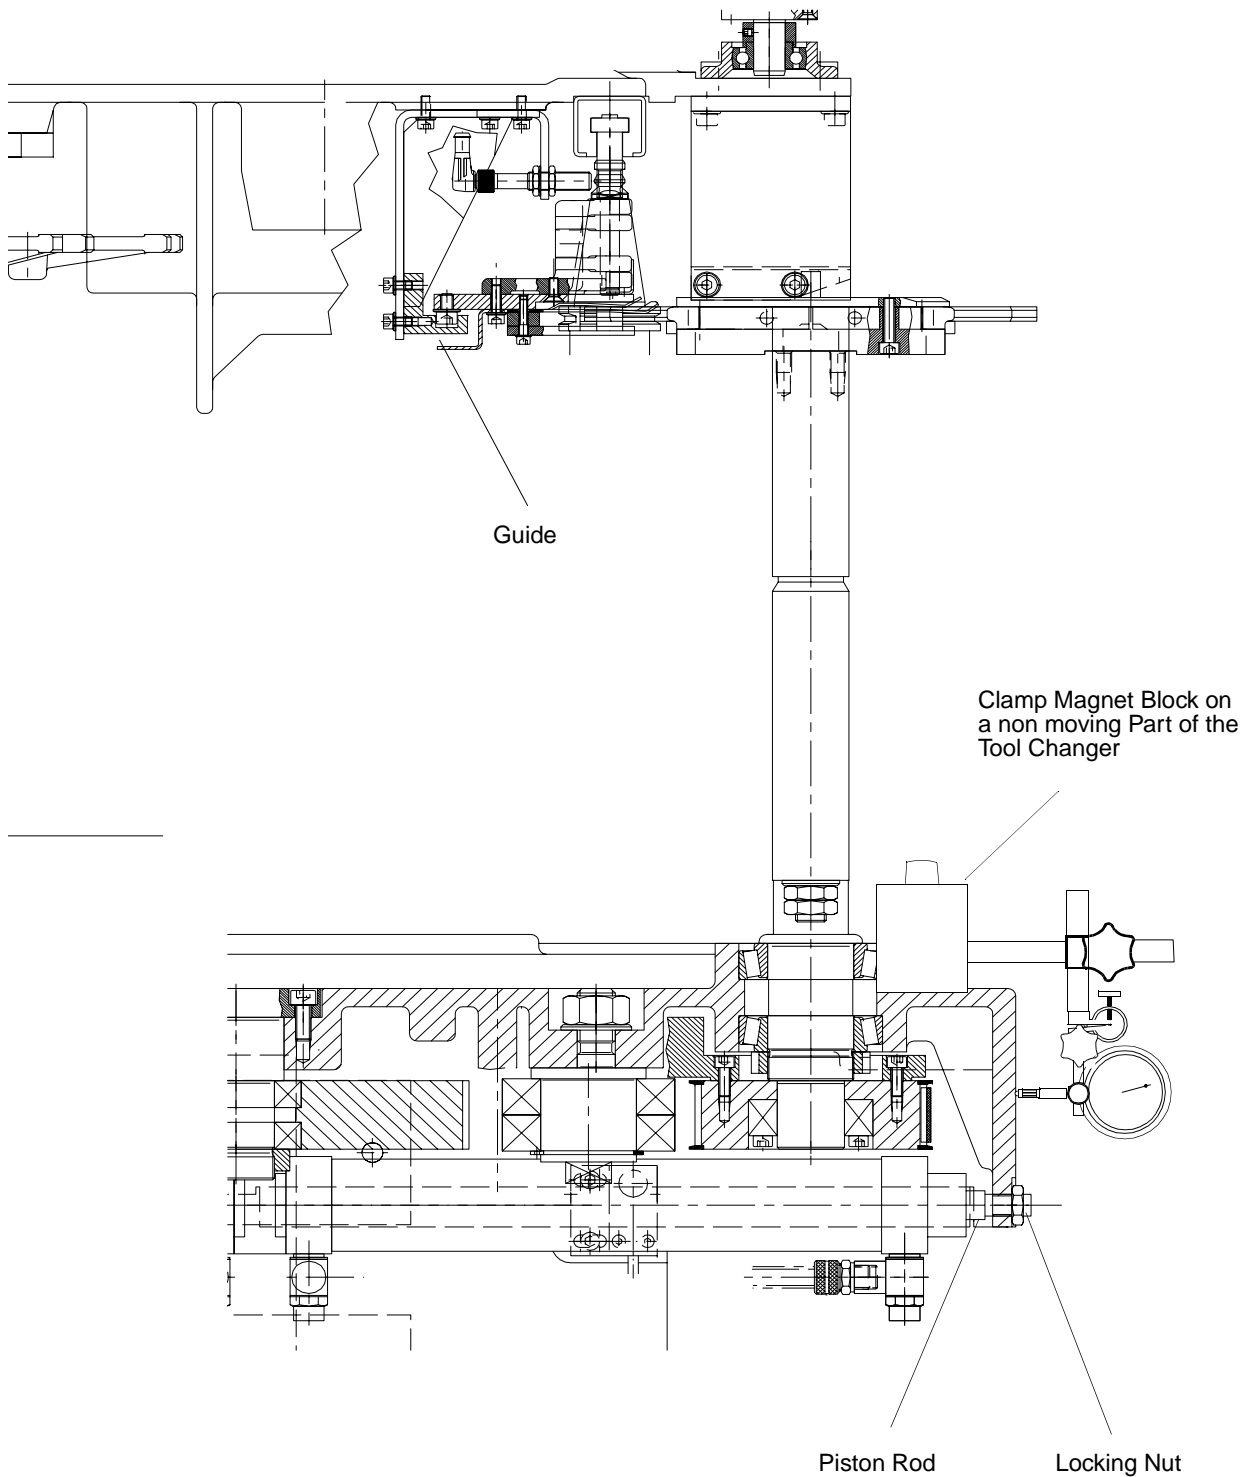 Guide
Clamp Magnet Block on
a non moving Part of the
Tool Changer
Piston Rod
Locking Nut